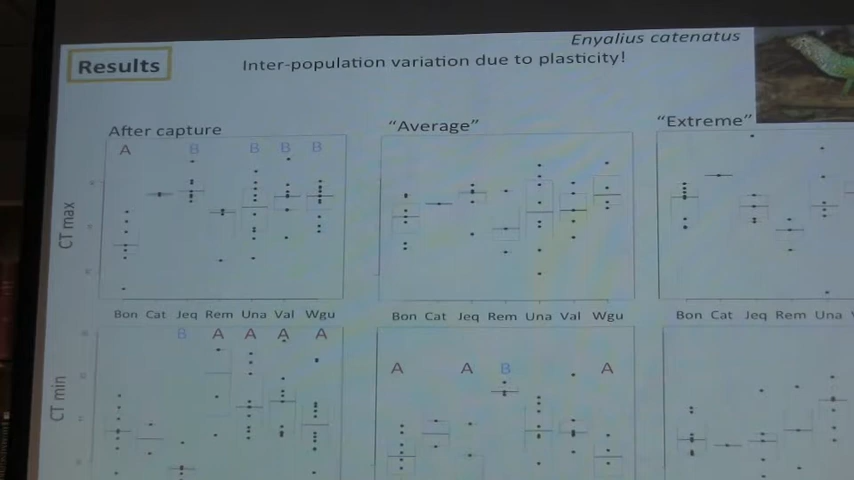 Enyalius catenatus
Results
Inter-population variation due to plasticity!
After capture
"Average"
"Extreme"
A B B B B
CT max
Bon Cat Jeq Rem Una Val Wgu
Bon Cat Jeq Rem Una Val Wgu
Bon Cat Jeq Rem Una
B A A A A
A A B A
CT min